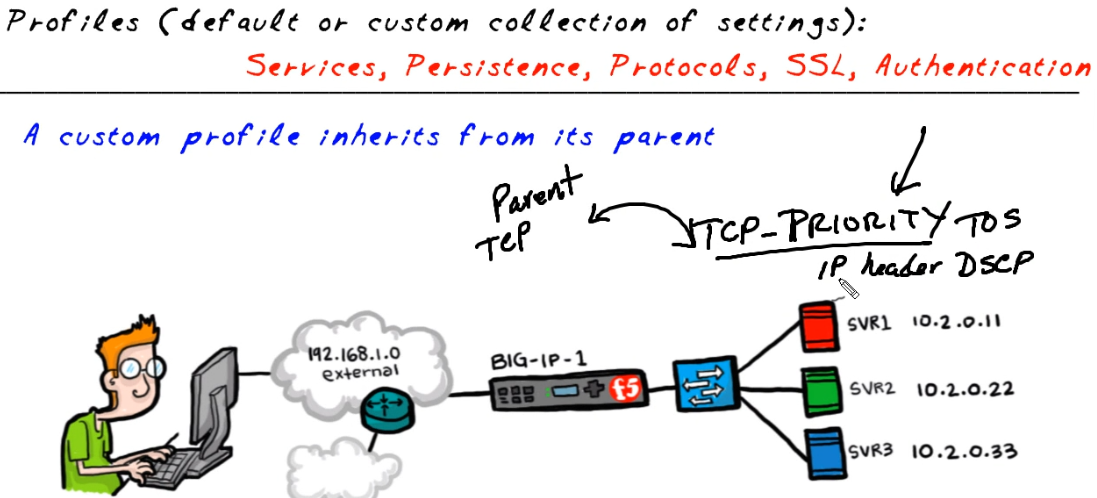 Profiles (default or custom collection of settings):
Services, Persistence, Protocols, SSL, Authentication
A custom profile inherits from its parent
Parent
TCP
TCP-PRIORITY TOS
IP header DSCP
192.168.1.0
external
BIG-IP-1
f5
SVR1 10.2.0.11
SVR2 10.2.0.22
SVR3 10.2.0.33